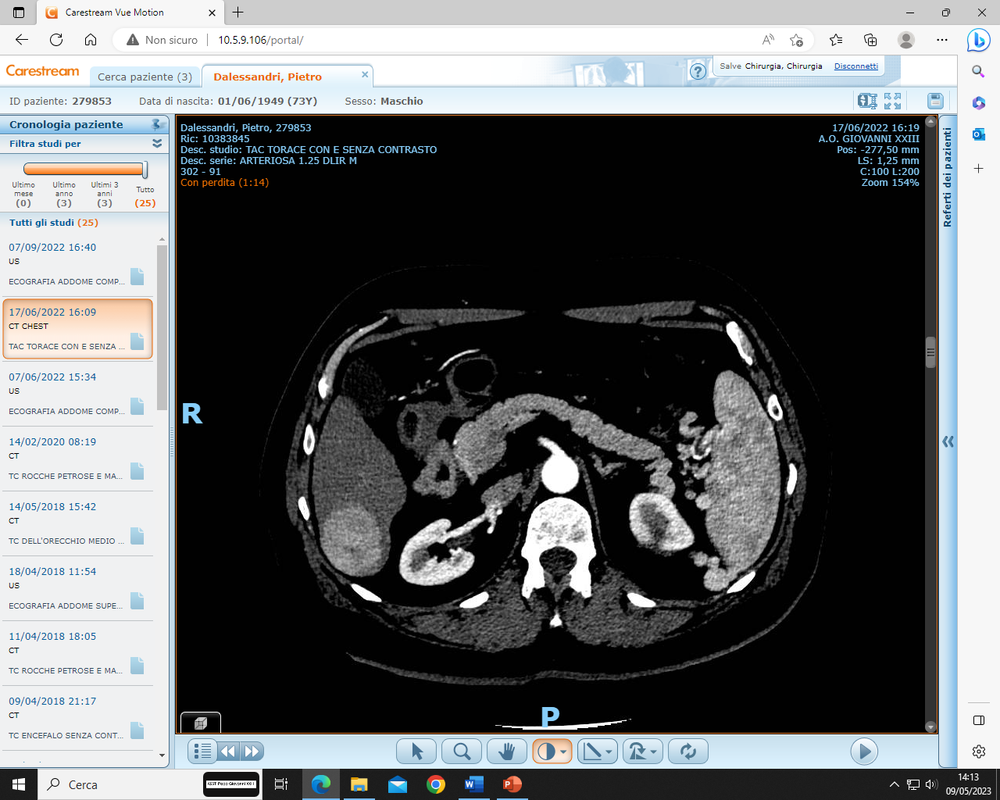 Carestream Vue Motion
Non sicuro
10.5.9.106/portal/
Carestream
Cerca paziente (3)
Dalessandri, Pietro
Salve Chirurgia, Chirurgia
Disconnetti
ID paziente: 279853
Data di nascita: 01/06/1949 (73Y)
Sesso: Maschio
Cronologia paziente
Filtra studi per
Ultimo mese (0)
Ultimo anno (3)
Ultimi 3 anni (3)
Tutto (25)
Tutti gli studi (25)
07/09/2022 16:40
US
ECOGRAFIA ADDOME COMP...
17/06/2022 16:09
CT CHEST
TAC TORACE CON E SENZA ...
07/06/2022 15:34
US
ECOGRAFIA ADDOME COMP...
14/02/2020 08:19
CT
TC ROCCHE PETROSE E MA...
14/05/2018 15:42
CT
TC DELL'ORECCHIO MEDIO ...
18/04/2018 11:54
US
ECOGRAFIA ADDOME SUPE...
11/04/2018 18:05
CT
TC ROCCHE PETROSE E MA...
09/04/2018 21:17
CT
TC ENCEFALO SENZA CONT...
Dalessandri, Pietro, 279853
Ric: 10383845
Desc. studio: TAC TORACE CON E SENZA CONTRASTO
Desc. serie: ARTERIOSA 1.25 DLIR M
302 - 91
Con perdita (1:14)
17/06/2022 16:19
A.O. GIOVANNI XXIII
Pos: -277,50 mm
LS: 1,25 mm
C:100 L:200
Zoom 154%
R
P
Referti dei pazienti
Cerca
ASST Papa Giovanni XXIII
14:13
09/05/2023